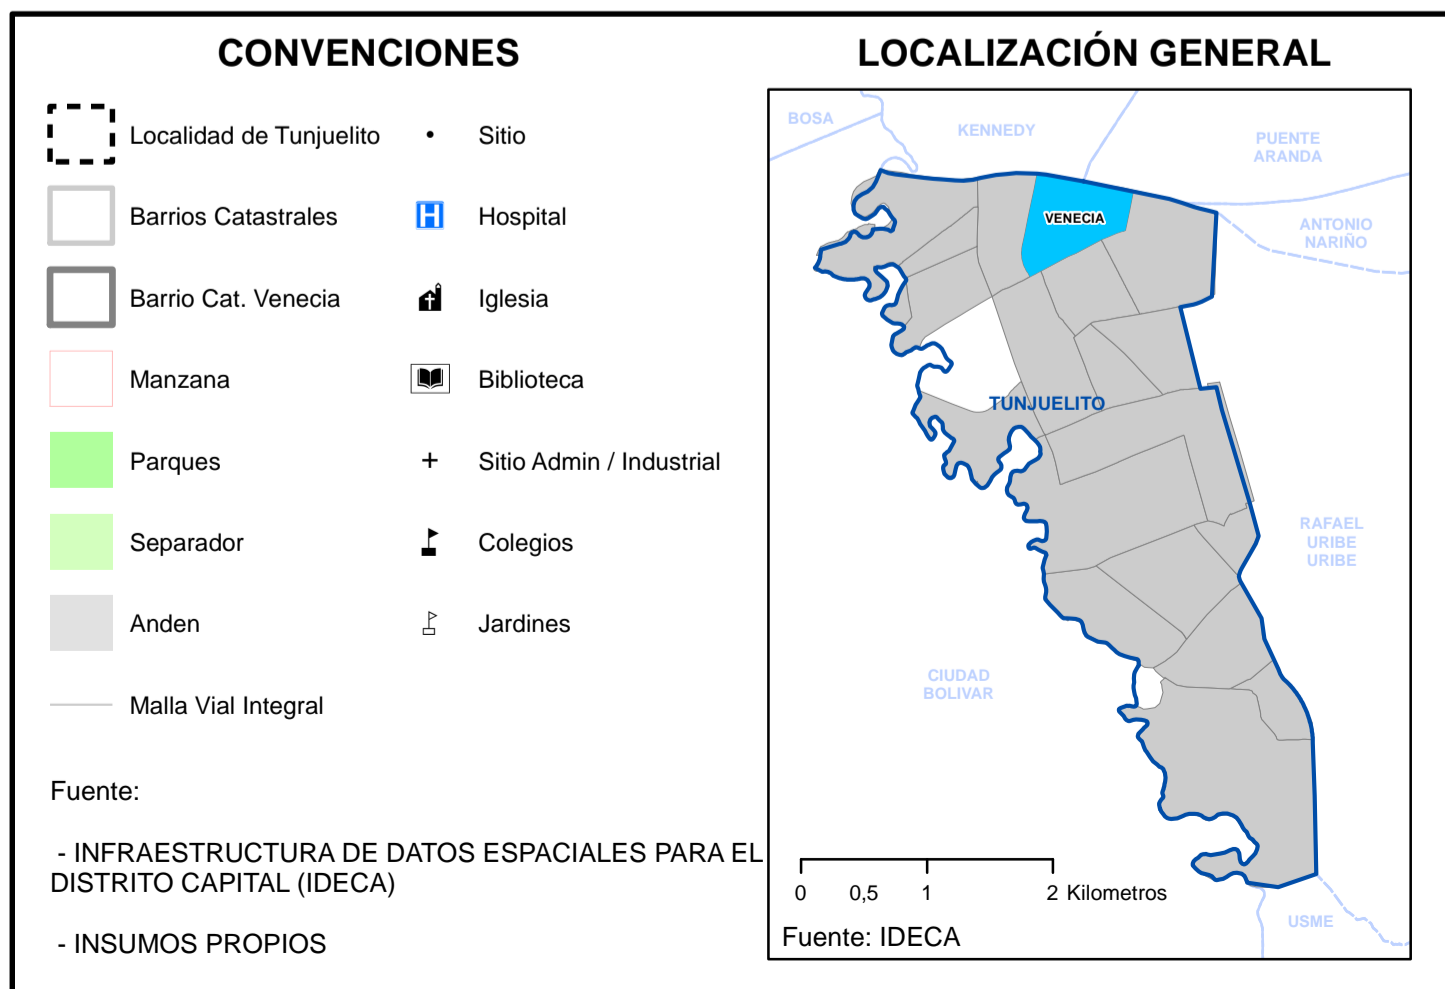 CONVENCIONES
Localidad de Tunjuelito
Barrios Catastrales
Barrio Cat. Venecia
Manzana
Parques
Separador
Anden
Malla Vial Integral
Sitio
H
Hospital
Iglesia
Biblioteca
Sitio Admin / Industrial
Colegios
Jardines
Fuente:
- INFRAESTRUCTURA DE DATOS ESPACIALES PARA EL
DISTRITO CAPITAL (IDECA)
- INSUMOS PROPIOS
LOCALIZACIÓN GENERAL
BOSA
KENNEDY
PUENTE
ARANDA
VENECIA
ANTONIO
NARIÑO
TUNJUELITO
RAFAEL
URIBE
URIBE
CIUDAD
BOLIVAR
0 0,5 1 2 Kilometros
USME
Fuente: IDECA